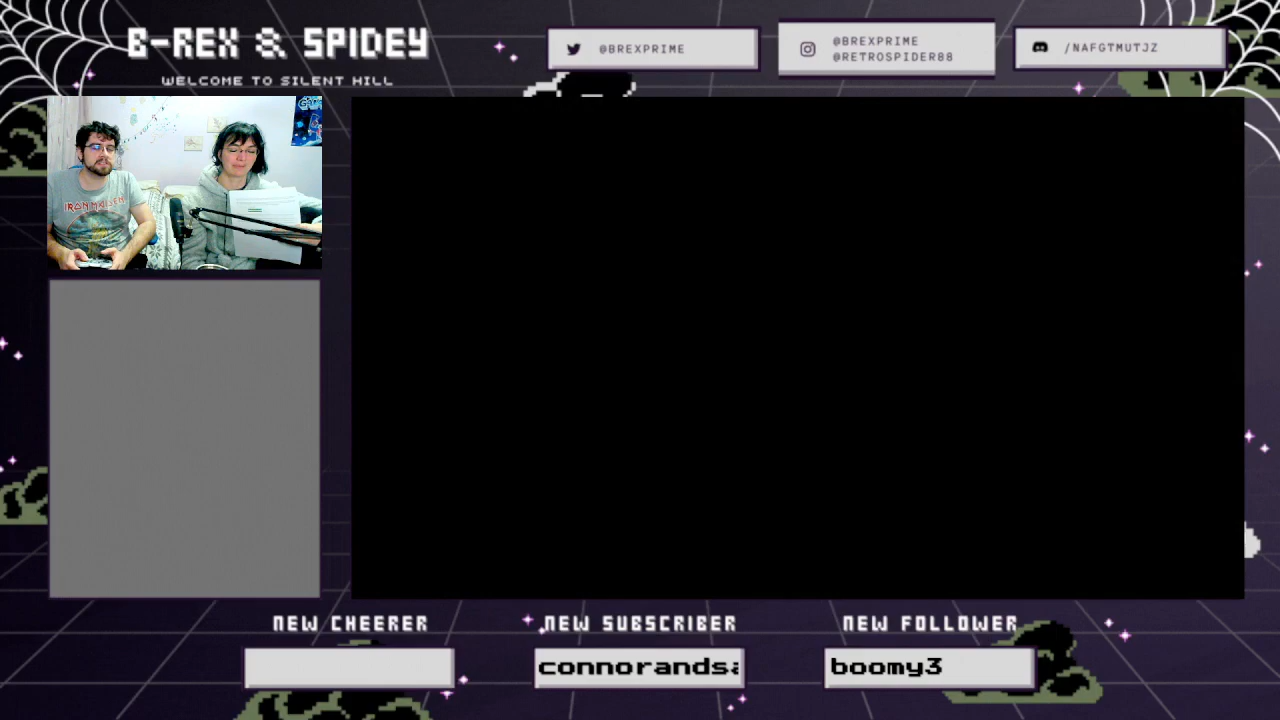 B-REX & SPIDEY
WELCOME TO SILENT HILL
@BREXPRIME
@BREXPRIME
@RETROSPIDER88
/NAFGTMUTJZ
IRON MAIDEN
NEW CHEERER
NEW SUBSCRIBER
NEW FOLLOWER
connorands
boomy3